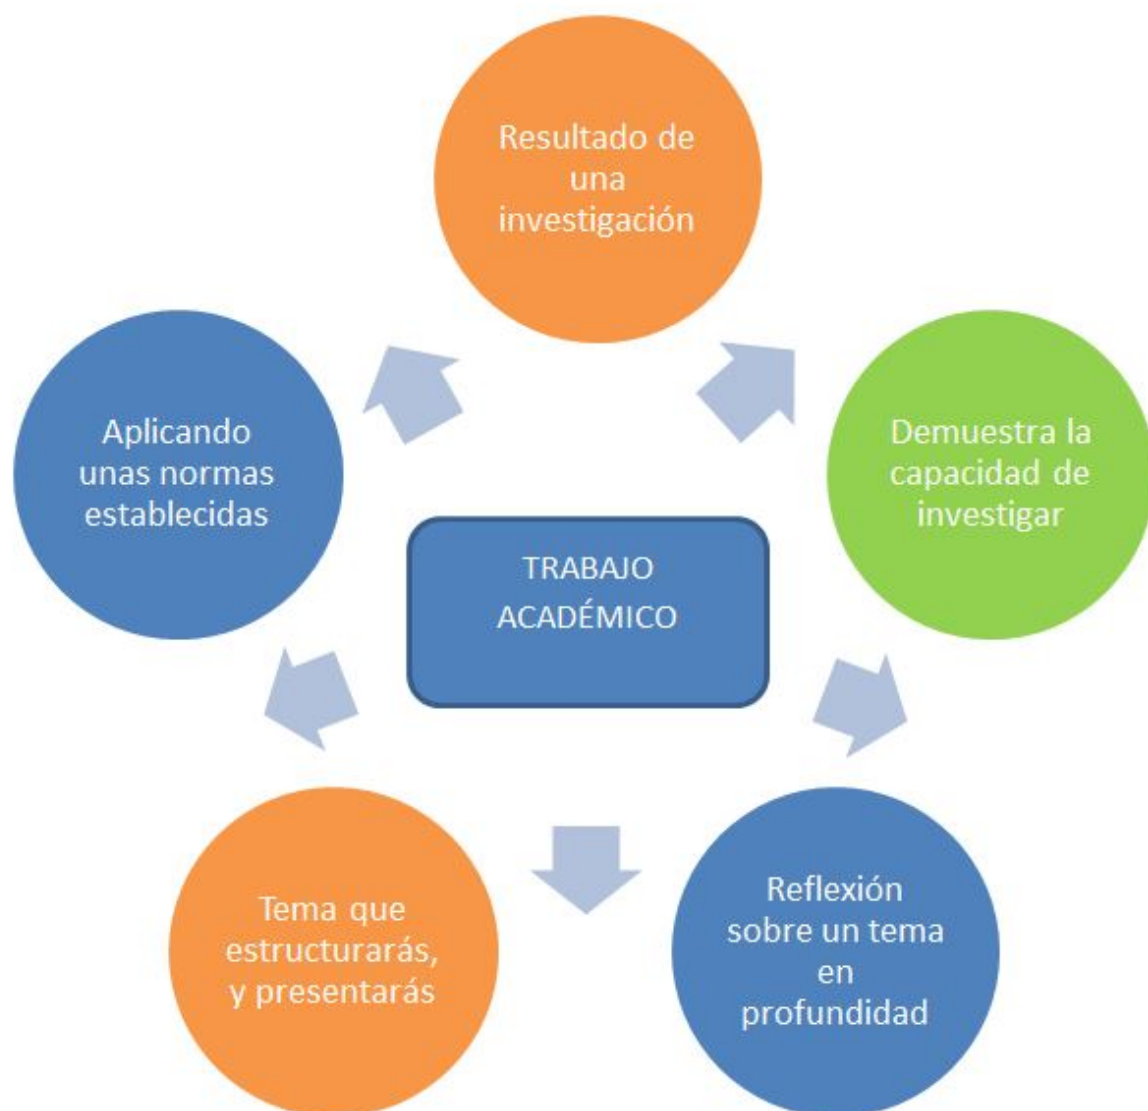 Resultado de
una
investigación
Aplicando
unas normas
establecidas
Demuestra la
capacidad de
investigar
TRABAJO
ACADÉMICO
Tema que
estructurarás,
y presentarás
Reflexión
sobre un tema
en
profundidad